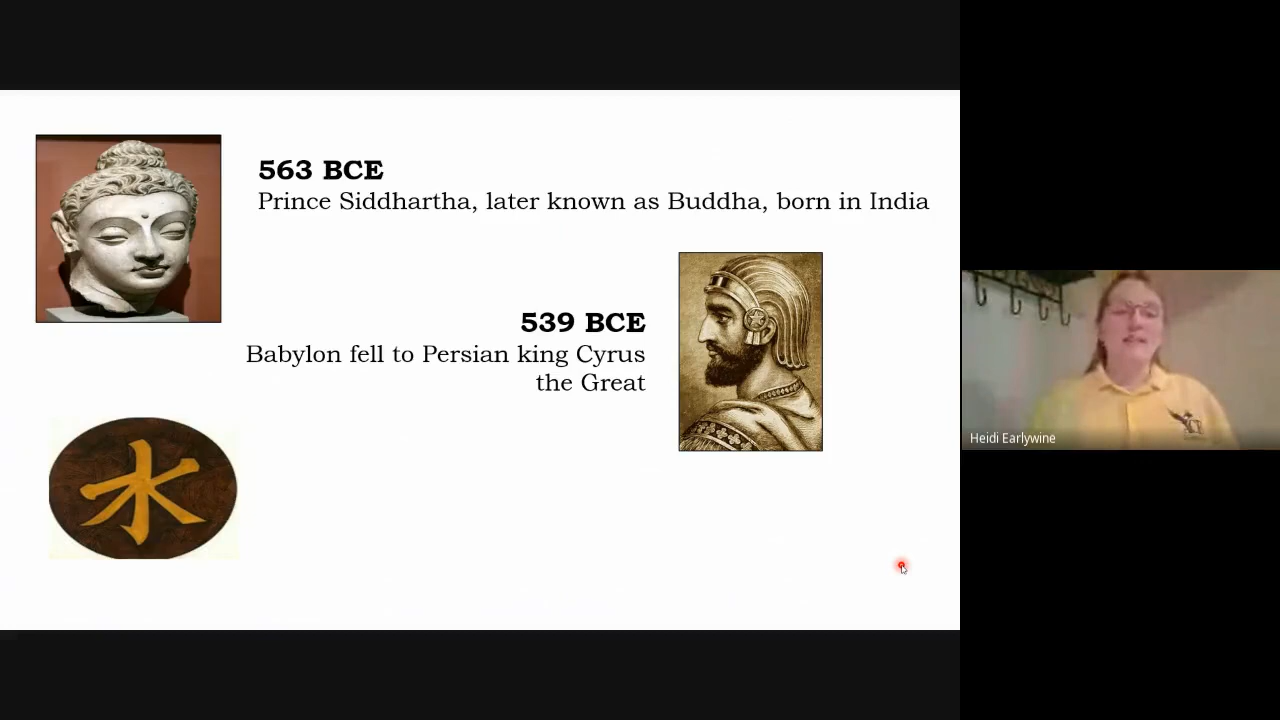 563 BCE
Prince Siddhartha, later known as Buddha, born in India
539 BCE
Babylon fell to Persian king Cyrus
the Great
水
Heidi Earlywine